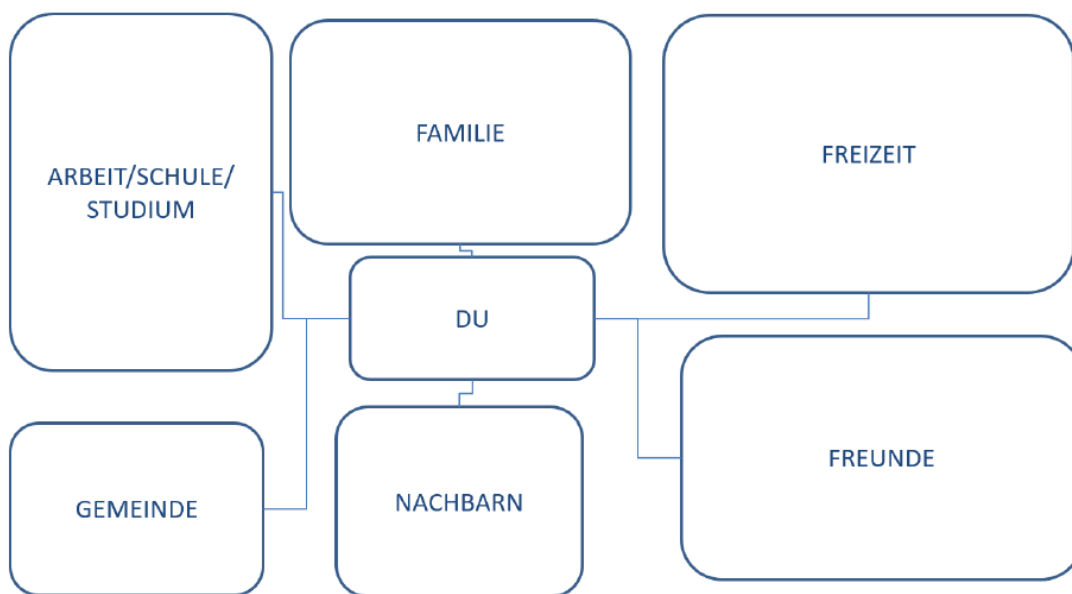 FAMILIE
FREIZEIT
ARBEIT/SCHULE/
STUDIUM
DU
FREUNDE
GEMEINDE
NACHBARN